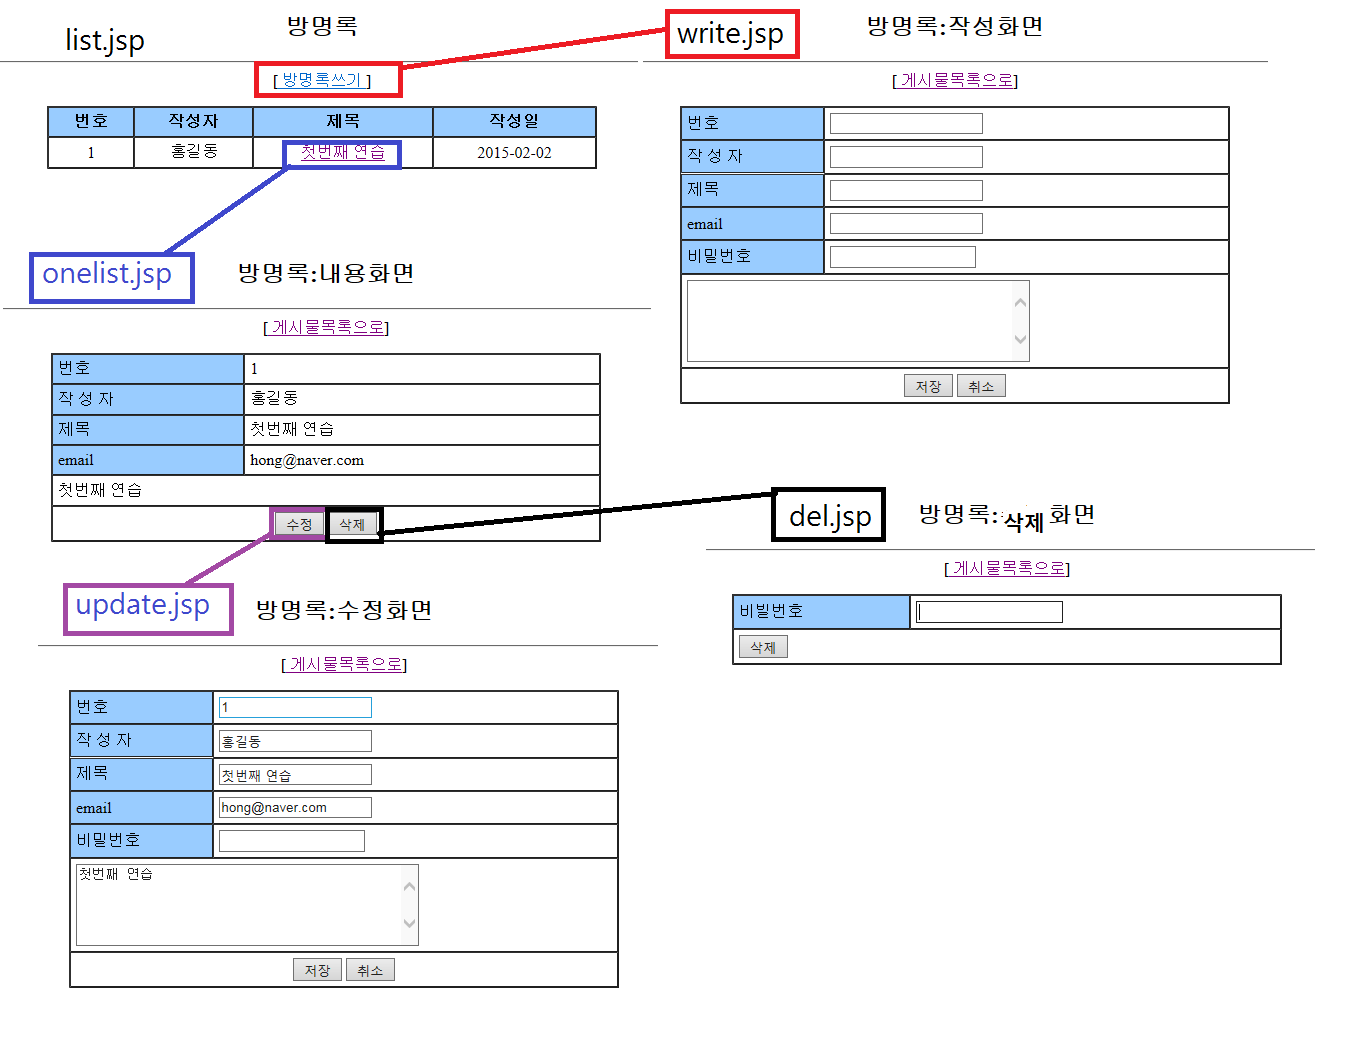 list.jsp
방명록
[ 방명록쓰기 ]
번호 작성자 제목 작성일
1 홍길동 첫번째 연습 2015-02-02
write.jsp
방명록:작성화면
[ 게시물목록으로]
번호
작 성 자
제목
email
비밀번호
저장 취소
onelist.jsp
방명록:내용화면
[ 게시물목록으로]
번호 1
작 성 자 홍길동
제목 첫번째 연습
email hong@naver.com
첫번째 연습
수정 삭제
del.jsp
방명록:삭제 화면
[ 게시물목록으로]
비빌번호
삭제
update.jsp
방명록:수정화면
[ 게시물목록으로]
번호 1
작 성 자 홍길동
제목 첫번째 연습
email hong@naver.com
비밀번호
첫번째 연습
저장 취소